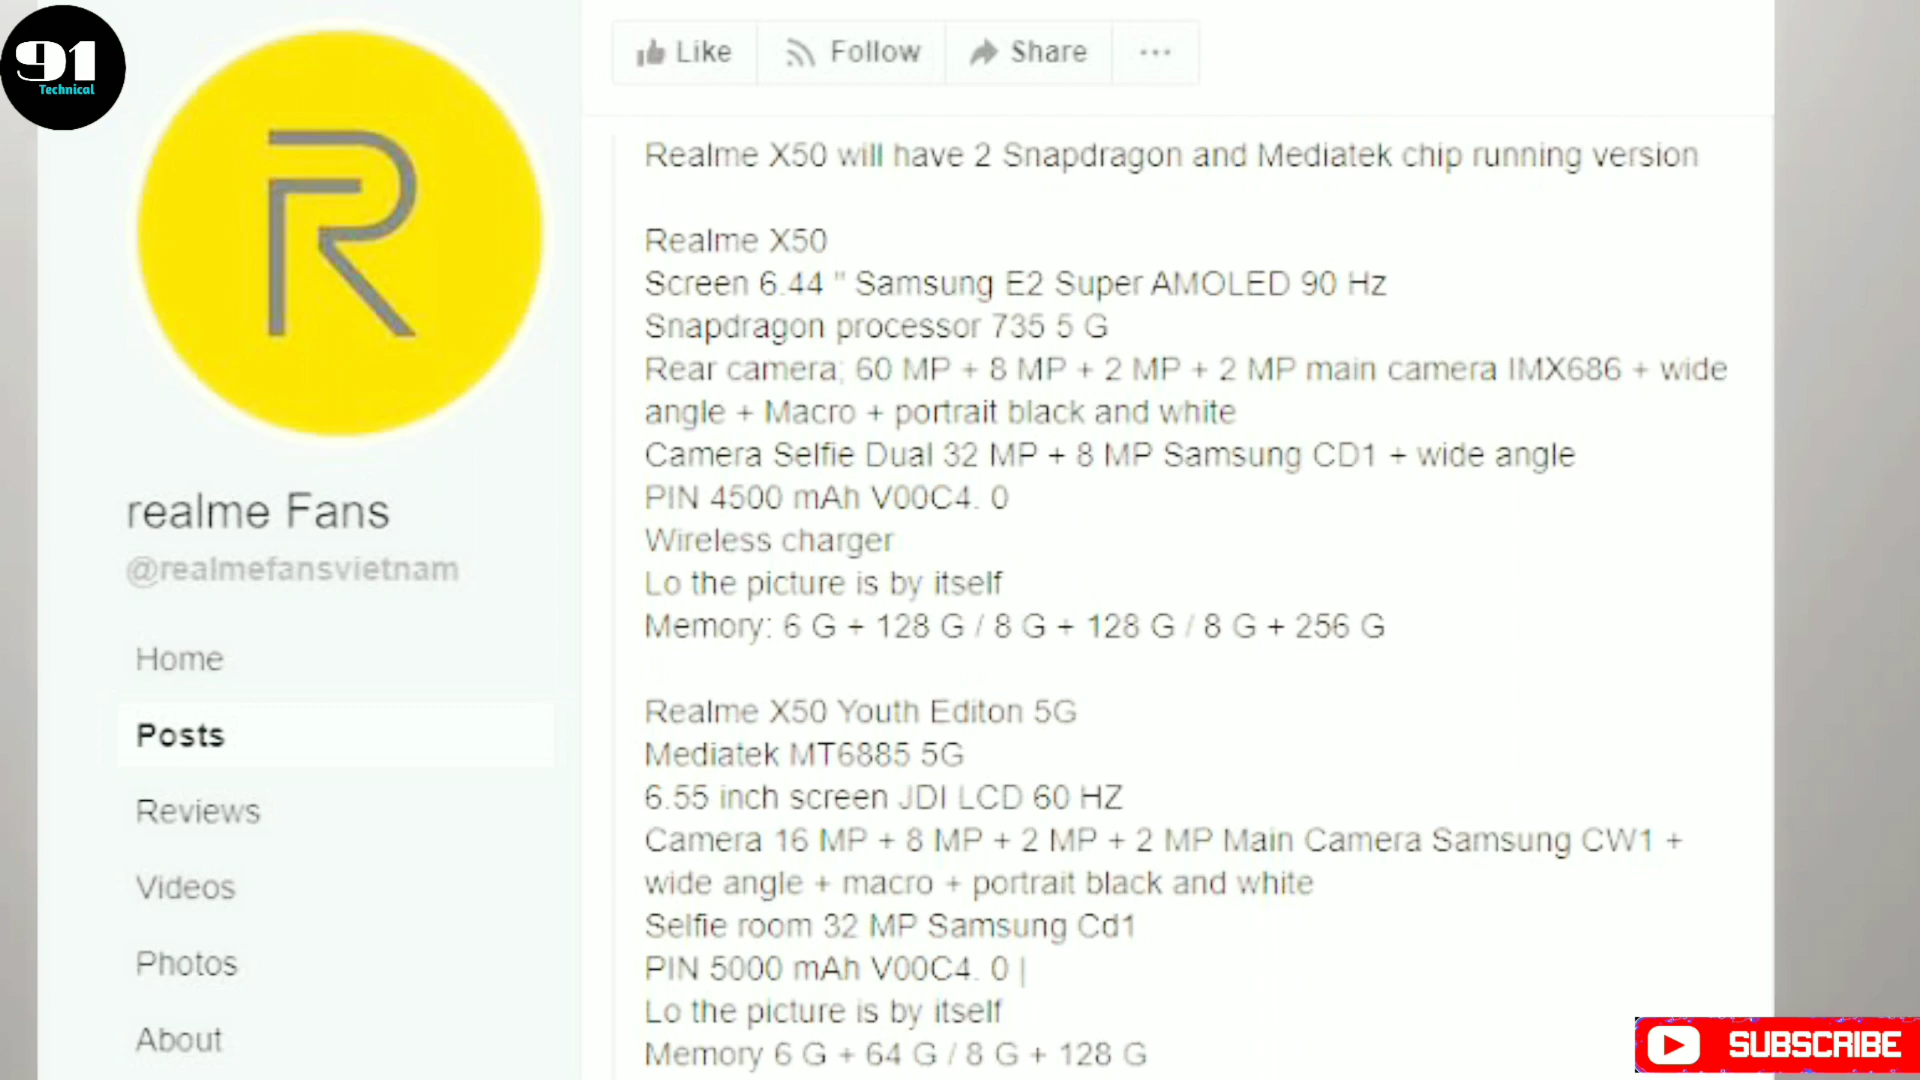 91
Technical
Like
Follow
Share
...
R
realme Fans
@realmefansvietnam
Home
Posts
Reviews
Videos
Photos
About
Realme X50 will have 2 Snapdragon and Mediatek chip running version
Realme X50
Screen 6.44 " Samsung E2 Super AMOLED 90 Hz
Snapdragon processor 735 5 G
Rear camera; 60 MP + 8 MP + 2 MP + 2 MP main camera IMX686 + wide
angle + Macro + portrait black and white
Camera Selfie Dual 32 MP + 8 MP Samsung CD1 + wide angle
PIN 4500 mAh V00C4. 0
Wireless charger
Lo the picture is by itself
Memory: 6 G + 128 G / 8 G + 128 G / 8 G + 256 G
Realme X50 Youth Editon 5G
Mediatek MT6885 5G
6.55 inch screen JDI LCD 60 HZ
Camera 16 MP + 8 MP + 2 MP + 2 MP Main Camera Samsung CW1 +
wide angle + macro + portrait black and white
Selfie room 32 MP Samsung Cd1
PIN 5000 mAh V00C4. 0 |
Lo the picture is by itself
Memory 6 G + 64 G / 8 G + 128 G
SUBSCRIBE